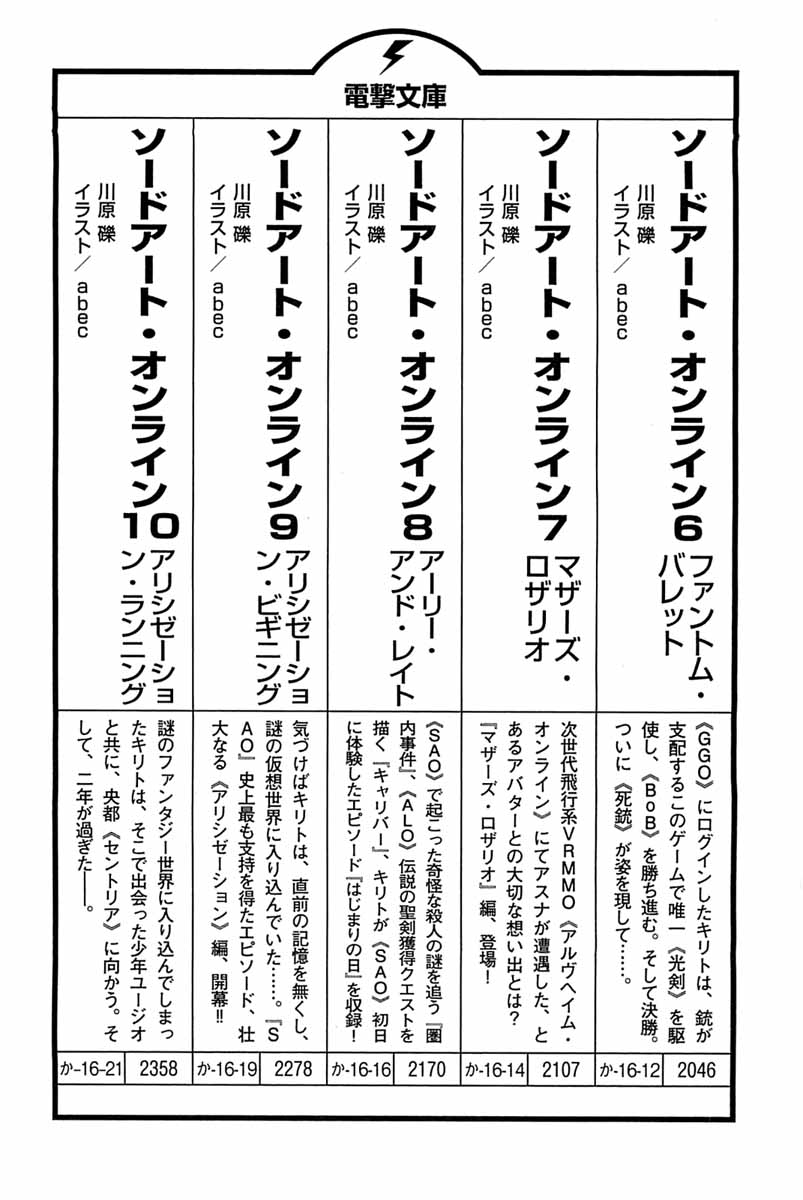 電撃文庫
ソードアート・オンライン6
ファントム・
バレット
川原 礫
イラスト/abec
《GGO》にログインしたキリトは、銃が
支配するこのゲームで唯一《光剣》を駆
使し、《BoB》を勝ち進む。そして決勝。
ついに《死銃》が姿を現して……。
か-16-12
2046
ソードアート・オンライン7
マザーズ・
ロザリオ
川原 礫
イラスト/abec
次世代飛行系VRMMO《アルヴヘイム・
オンライン》にてアスナが遭遇した、と
あるアバターとの大切な想い出とは?
『マザーズ・ロザリオ』編、登場!
か-16-14
2107
ソードアート・オンライン8
アーリー・
アンド・レイト
川原 礫
イラスト/abec
《SAO》で起こった奇怪な殺人の謎を追う『圏
内事件』、《ALO》伝説の聖剣獲得クエストを
描く『キャリバー』、キリトが《SAO》初日
に体験したエピソード『はじまりの日』を収録!
か-16-16
2170
ソードアート・オンライン9
アリシゼーショ
ン・ビギニング
川原 礫
イラスト/abec
気づけばキリトは、直前の記憶を無くし、
謎の仮想世界に入り込んでいた……。『S
AO』史上最も支持を得たエピソード、壮
大なる《アリシゼーション》編、開幕!!
か-16-19
2278
ソードアート・オンライン10
アリシゼーショ
ン・ランニング
川原 礫
イラスト/abec
謎のファンタジー世界に入り込んでしまっ
たキリトは、そこで出会った少年ユージオ
と共に、央都《セントリア》に向かう。そ
して、二年が過ぎた――。
か-16-21
2358